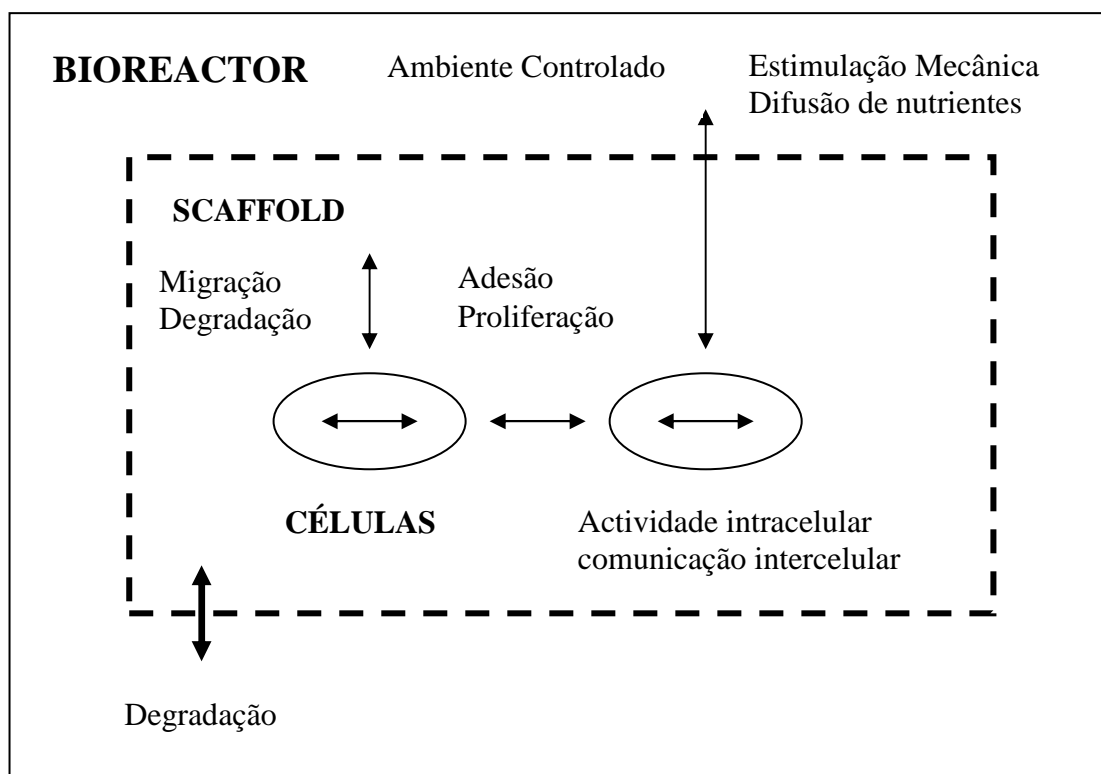 BIOREACTOR
Ambiente Controlado
Estimulação Mecânica
Difusão de nutrientes
SCAFFOLD
Migração
Degradação
Adesão
Proliferação
CÉLULAS
Actividade intracelular
comunicação intercelular
Degradação